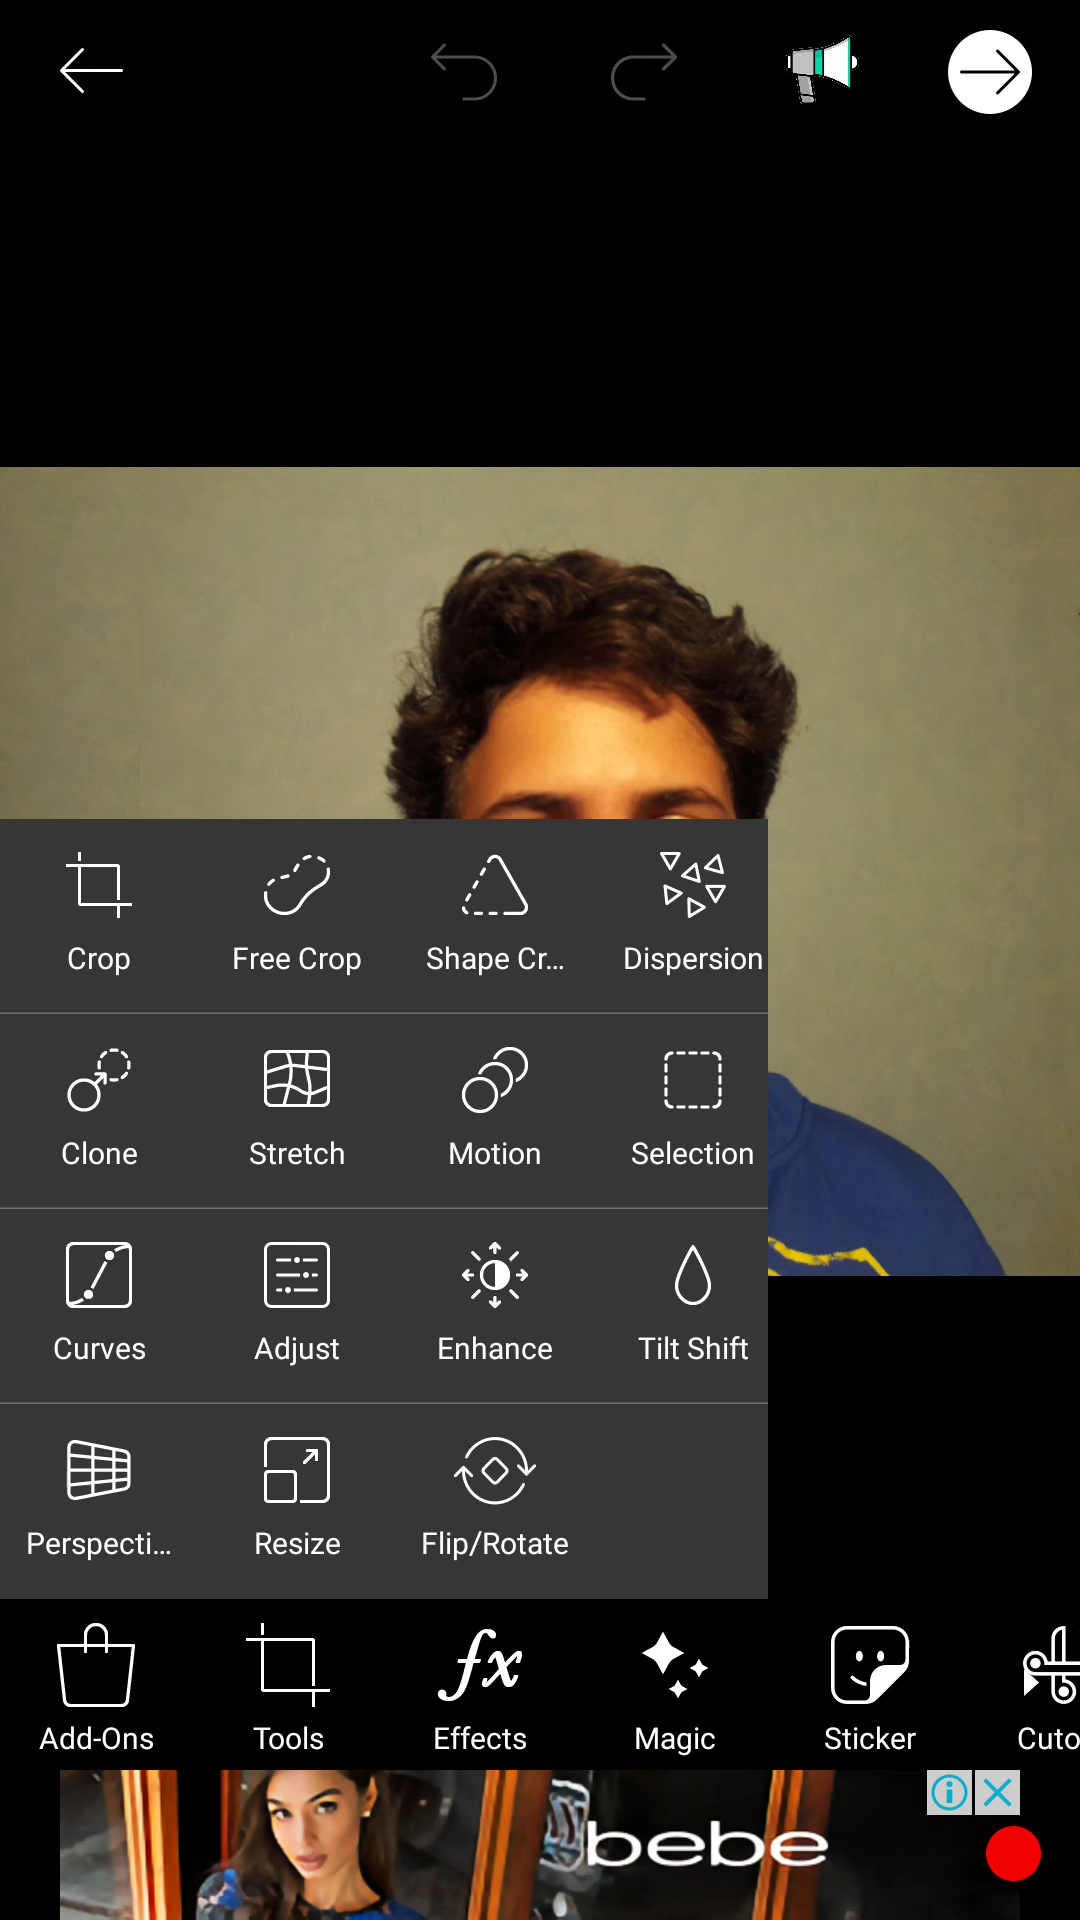 Crop Free Crop Shape Cr... Dispersion
Clone Stretch Motion Selection
Curves Adjust Enhance Tilt Shift
Perspecti... Resize Flip/Rotate
fx
Add-Ons Tools Effects Magic Sticker Cuto
bebe